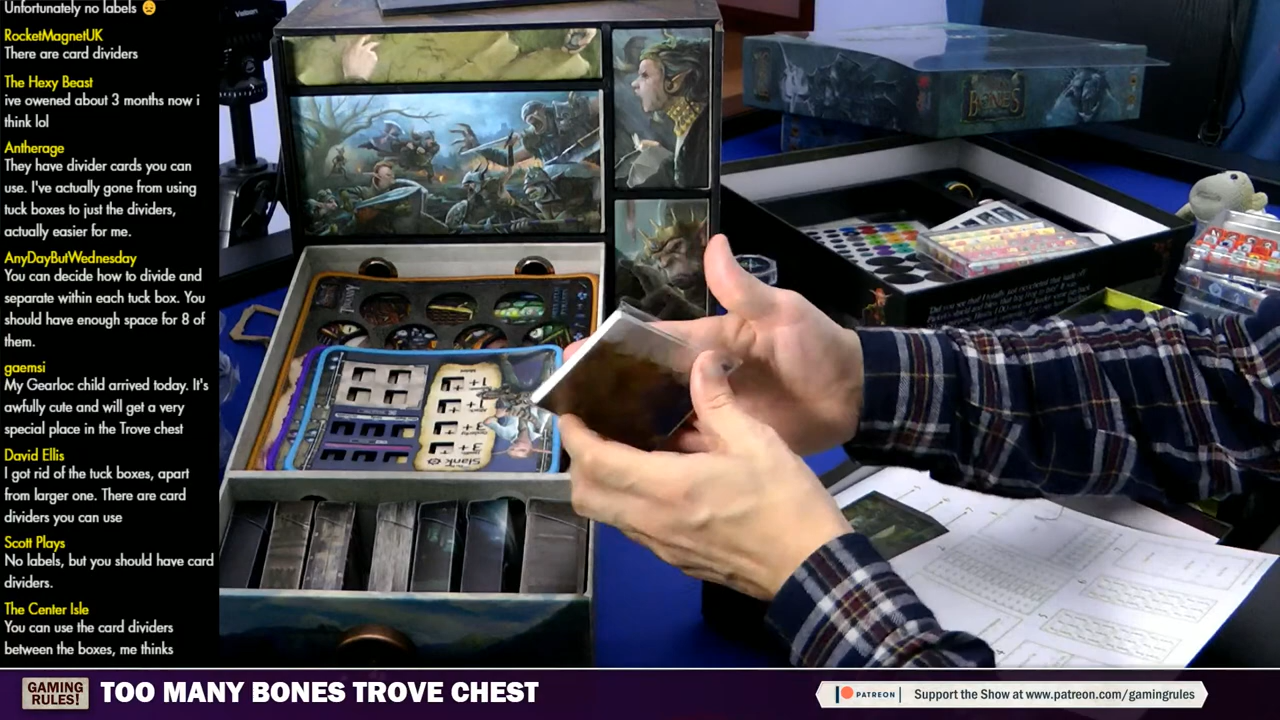 Unfortunately no labels 😔
RocketMagnetUK
There are card dividers
The Hexy Beast
ive owened about 3 months now i
think lol
Antherage
They have divider cards you can
use. I've actually gone from using
tuck boxes to just the dividers,
actually easier for me.
AnyDayButWednesday
You can decide how to divide and
separate within each tuck box. You
should have enough space for 8 of
them.
gaemsi
My Gearloc child arrived today. It's
awfully cute and will get a very
special place in the Trove chest
David Ellis
I got rid of the tuck boxes, apart
from larger one. There are card
dividers you can use
Scott Plays
No labels, but you should have card
dividers.
The Center Isle
You can use the card dividers
between the boxes, me thinks
BONES
GAMING
RULES!
TOO MANY BONES TROVE CHEST
PATREON
Support the Show at www.patreon.com/gamingrules